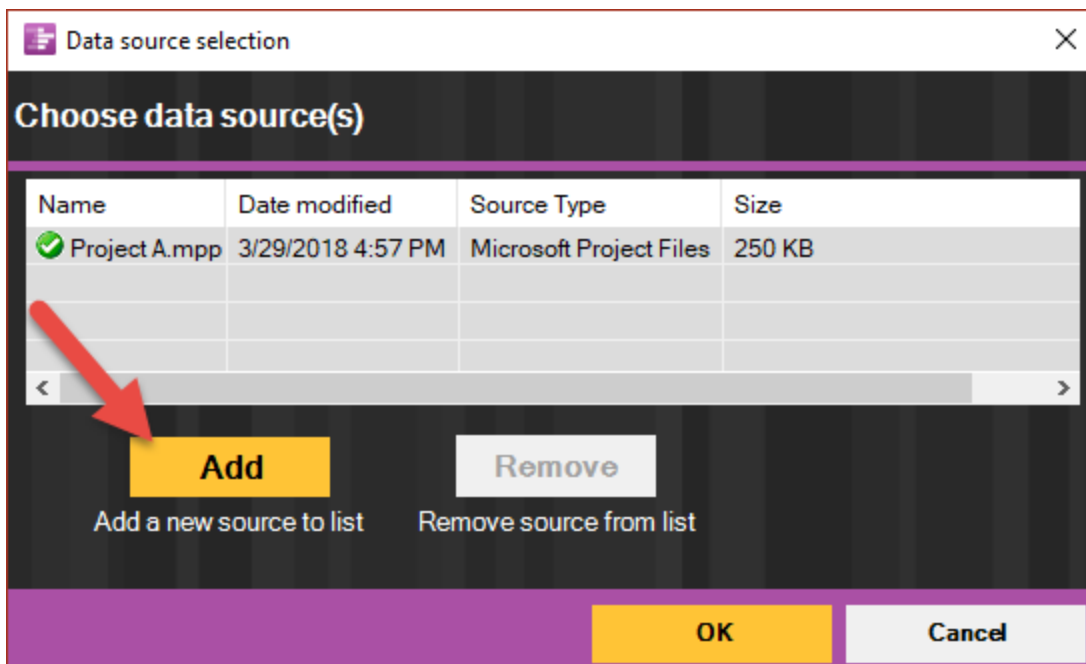 Data source selection
Choose data source(s)
Name Date modified Source Type Size
Project A.mpp 3/29/2018 4:57 PM Microsoft Project Files 250 KB
Add Remove
Add a new source to list Remove source from list
OK Cancel